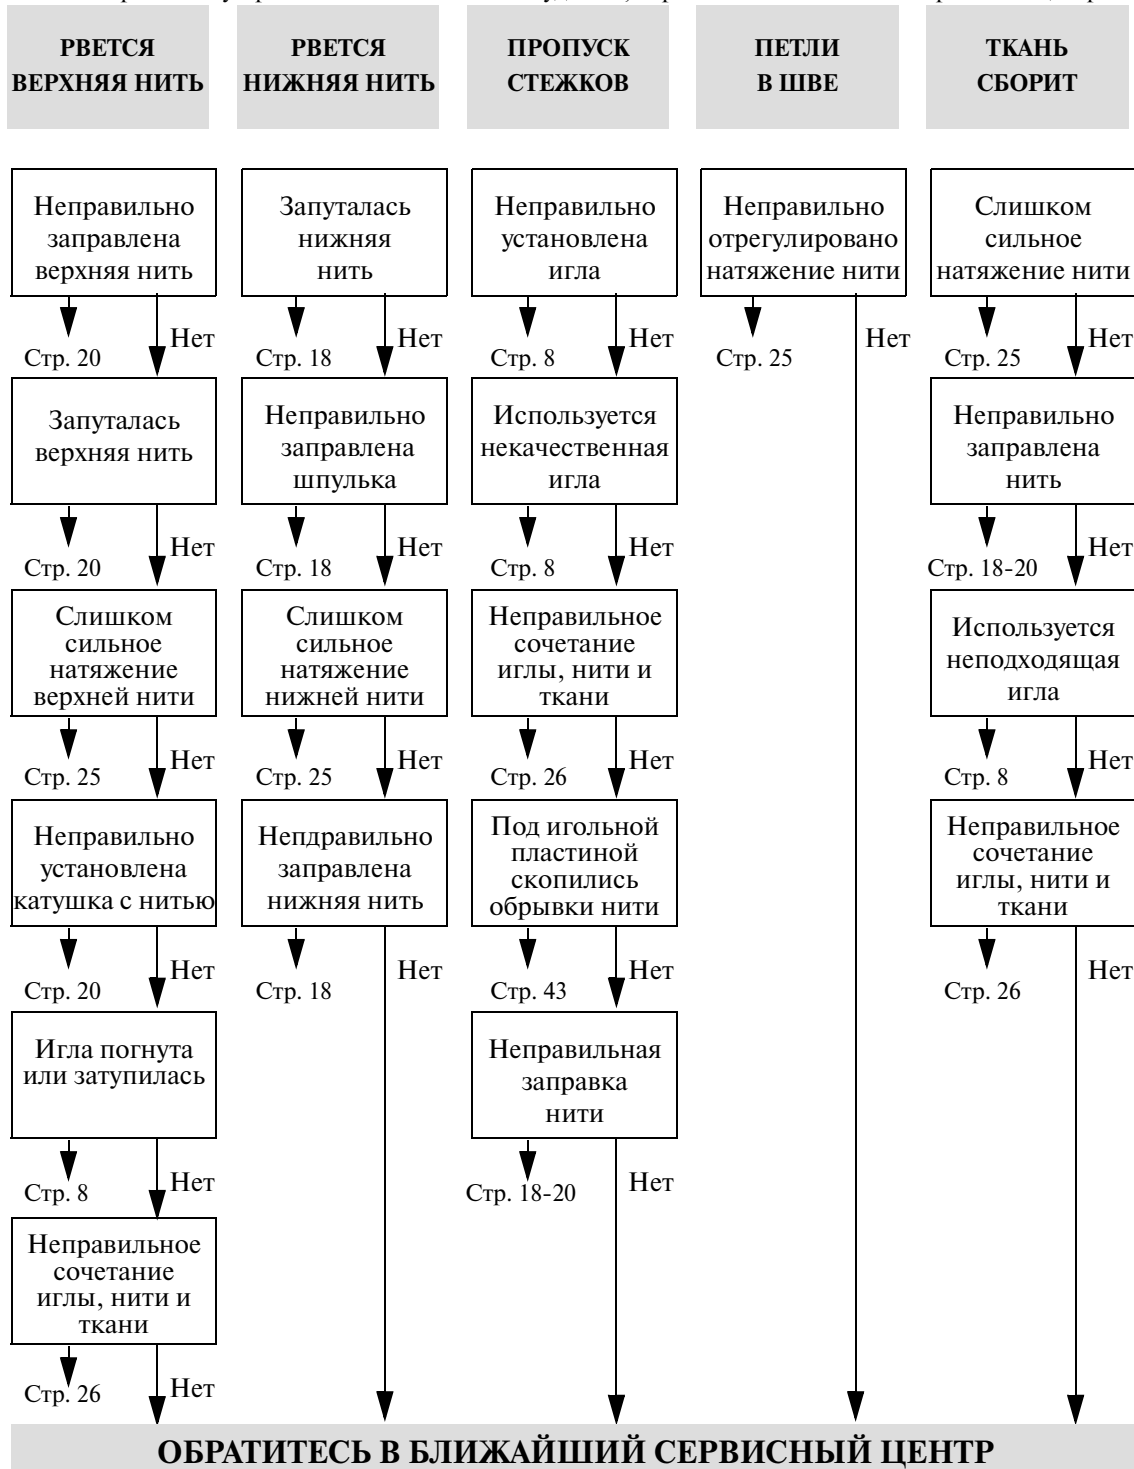 РВЕТСЯ
ВЕРХНЯЯ НИТЬ
РВЕТСЯ
НИЖНЯЯ НИТЬ
ПРОПУСК
СТЕЖКОВ
ПЕТЛИ
В ШВЕ
ТКАНЬ
СБОРИТ
Неправильно
заправлена
верхняя нить
Стр. 20
Нет
Запуталась
верхняя нить
Стр. 20
Нет
Слишком
сильное
натяжение
верхней нити
Стр. 25
Нет
Неправильно
установлена
катушка с нитью
Стр. 20
Нет
Игла погнута
или затупилась
Стр. 8
Нет
Неправильное
сочетание
иглы, нити и
ткани
Стр. 26
Нет
Запуталась
нижняя
нить
Стр. 18
Нет
Неправильно
заправлена
шпулька
Стр. 18
Нет
Слишком
сильное
натяжение
нижней нити
Стр. 25
Нет
Непдравильно
заправлена
нижняя нить
Стр. 18
Нет
Неправильно
установлена
игла
Стр. 8
Нет
Используется
некачественная
игла
Стр. 8
Нет
Неправильное
сочетание
иглы, нити и
ткани
Стр. 26
Нет
Под игольной
пластиной
скопились
обрывки нити
Стр. 43
Нет
Неправильная
заправка
нити
Стр. 18-20
Нет
Неправильно
отрегулировано
натяжение нити
Стр. 25
Нет
Слишком
сильное
натяжение нити
Стр. 25
Нет
Неправильно
заправлена
нить
Стр. 18-20
Нет
Используется
неподходящая
игла
Стр. 8
Нет
Неправильное
сочетание
иглы, нити и
ткани
Стр. 26
Нет
ОБРАТИТЕСЬ В БЛИЖАЙШИЙ СЕРВИСНЫЙ ЦЕНТР